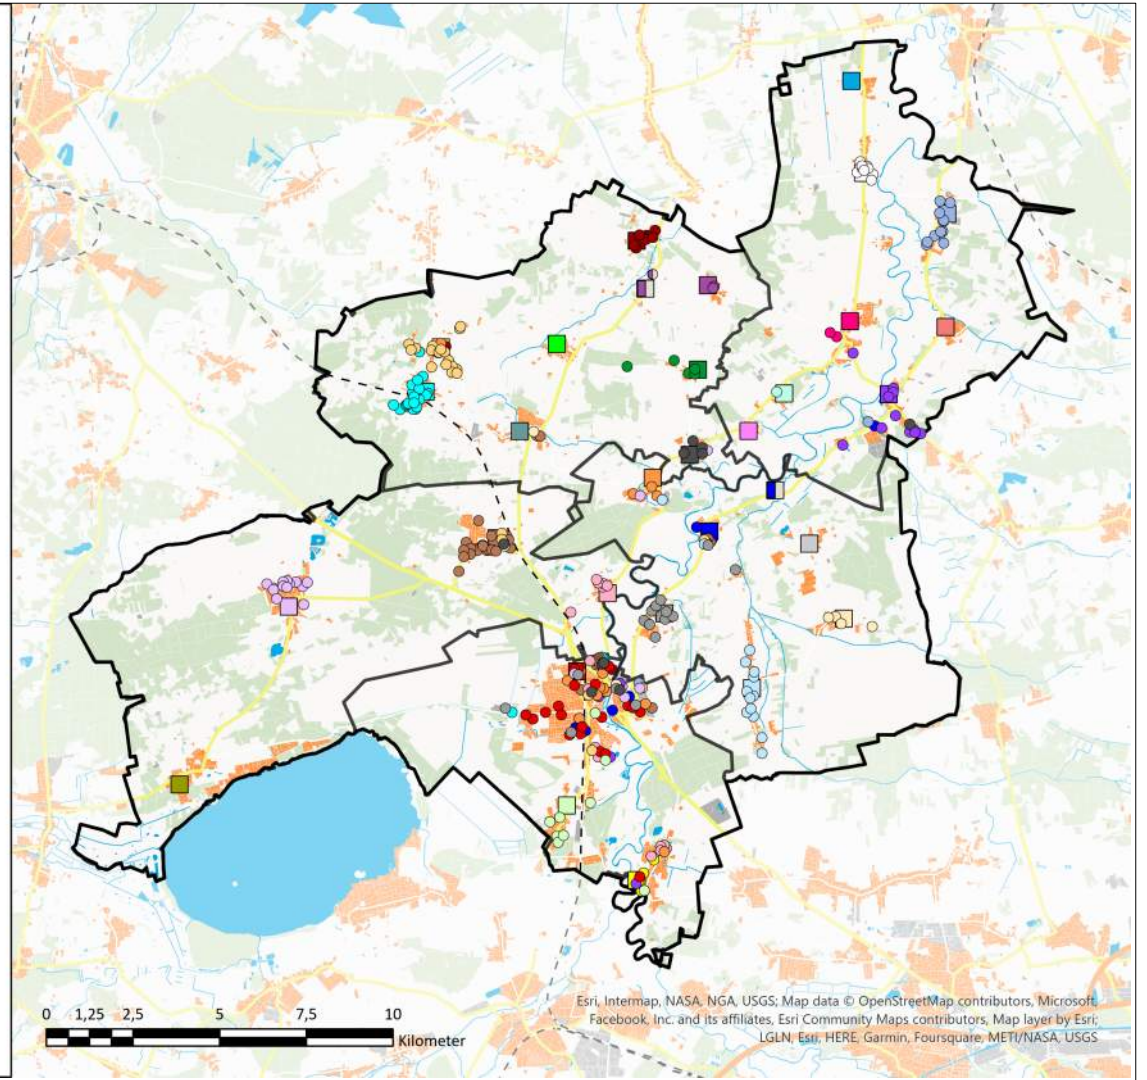 Esri, Intermap, NASA, NGA, USGS; Map data © OpenStreetMap contributors, Microsoft,
Facebook, Inc. and its affiliates, Esri Community Maps contributors, Map layer by Esri;
LGLN, Esri, HERE, Garmin, Foursquare, METI/NASA, USGS
0 1,25 2,5 5 7,5 10
Kilometer